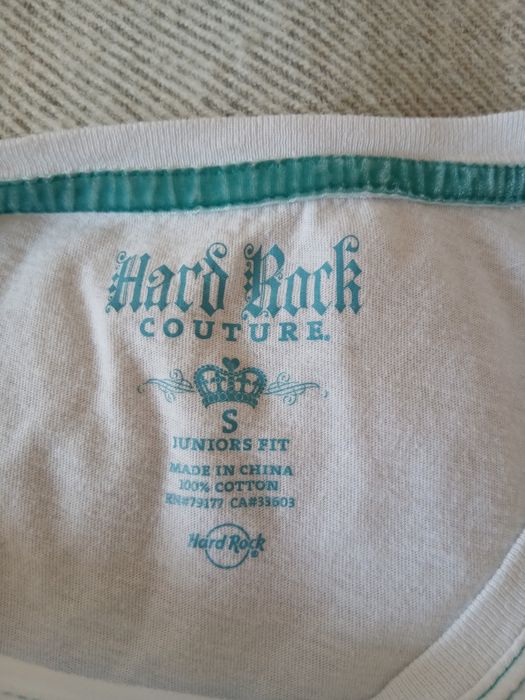 Hard Rock
COUTURE.
S
JUNIORS FIT
MADE IN CHINA
100% COTTON
RN#79177 CA#33603
Hard Rock
®